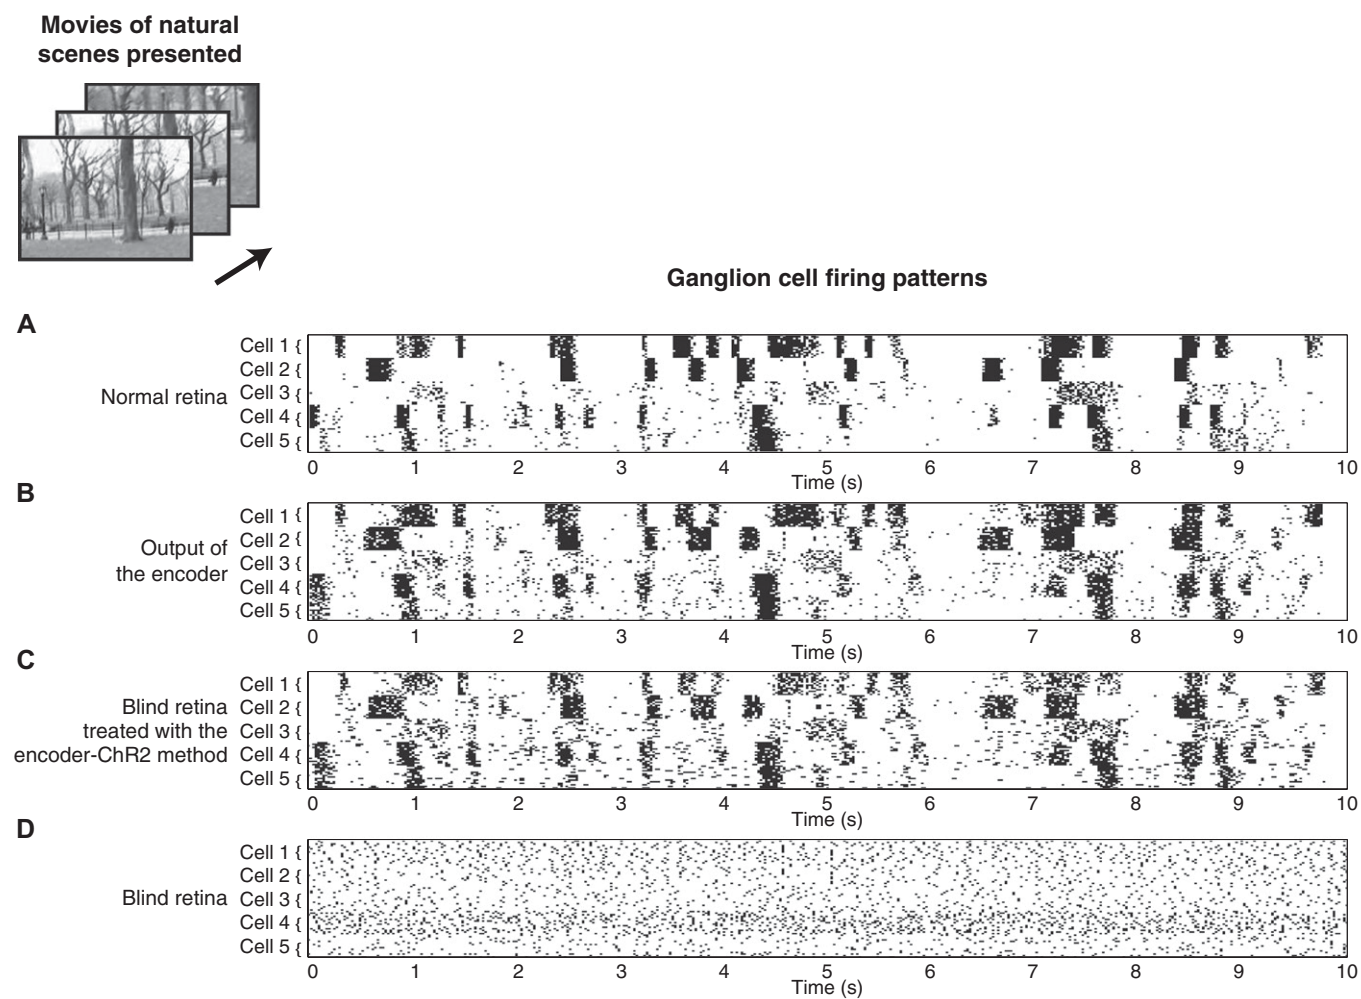 Movies of natural
scenes presented
Ganglion cell firing patterns
A
Normal retina
Cell 1 {
Cell 2 {
Cell 3 {
Cell 4 {
Cell 5 {
0 1 2 3 4 5 6 7 8 9 10
Time (s)
B
Output of
the encoder
Cell 1 {
Cell 2 {
Cell 3 {
Cell 4 {
Cell 5 {
0 1 2 3 4 5 6 7 8 9 10
Time (s)
C
Blind retina
treated with the
encoder-ChR2 method
Cell 1 {
Cell 2 {
Cell 3 {
Cell 4 {
Cell 5 {
0 1 2 3 4 5 6 7 8 9 10
Time (s)
D
Blind retina
Cell 1 {
Cell 2 {
Cell 3 {
Cell 4 {
Cell 5 {
0 1 2 3 4 5 6 7 8 9 10
Time (s)